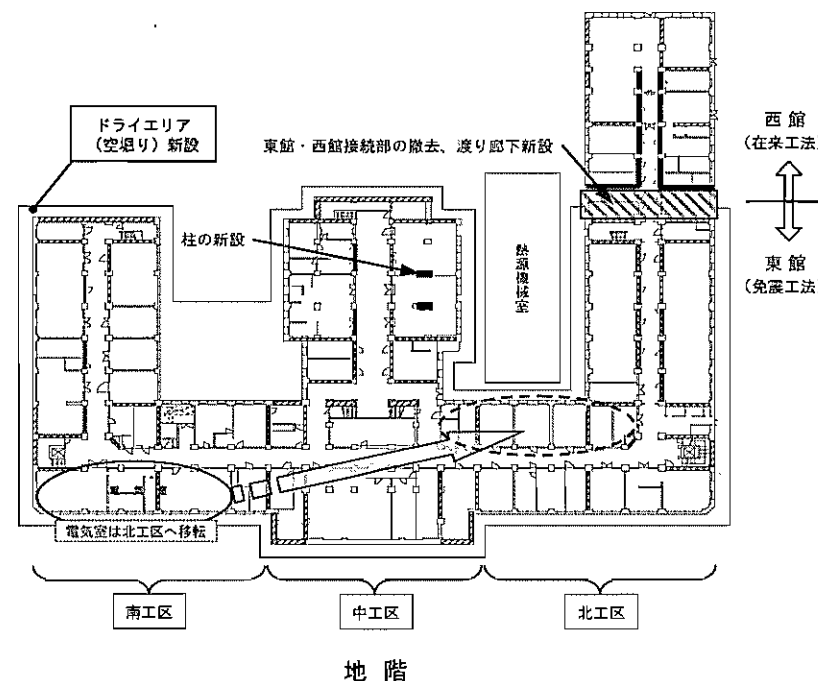 ドライエリア
(空堀り)新設
東館・西館接続部の撤去、渡り廊下新設
西館
(在来工法)
柱の新設
熱源機械室
東館
(免震工法)
電気室は北工区へ移転
南工区
中工区
北工区
地 階